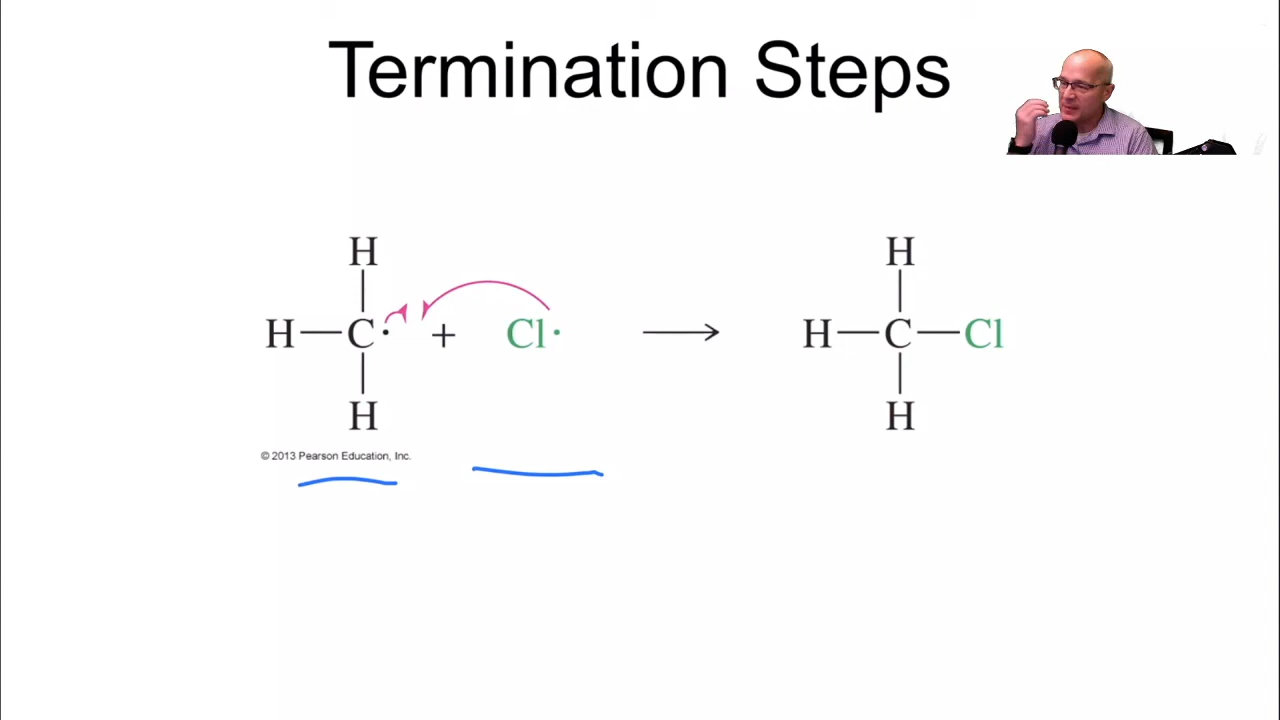 Termination Steps
H H
H—C· + Cl· ⟶ H—C—Cl
H H
© 2013 Pearson Education, Inc.